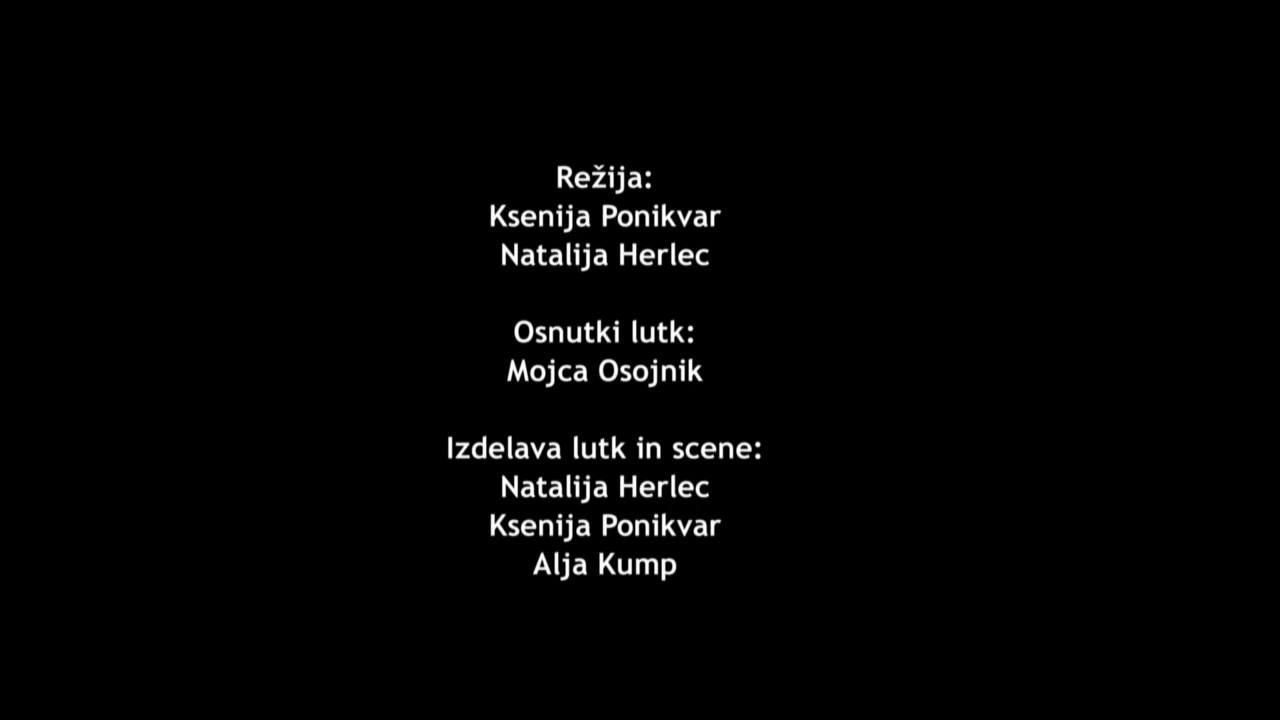 Režija:
Ksenija Ponikvar
Natalija Herlec
Osnutki lutk:
Mojca Osojnik
Izdelava lutk in scene:
Natalija Herlec
Ksenija Ponikvar
Alja Kump